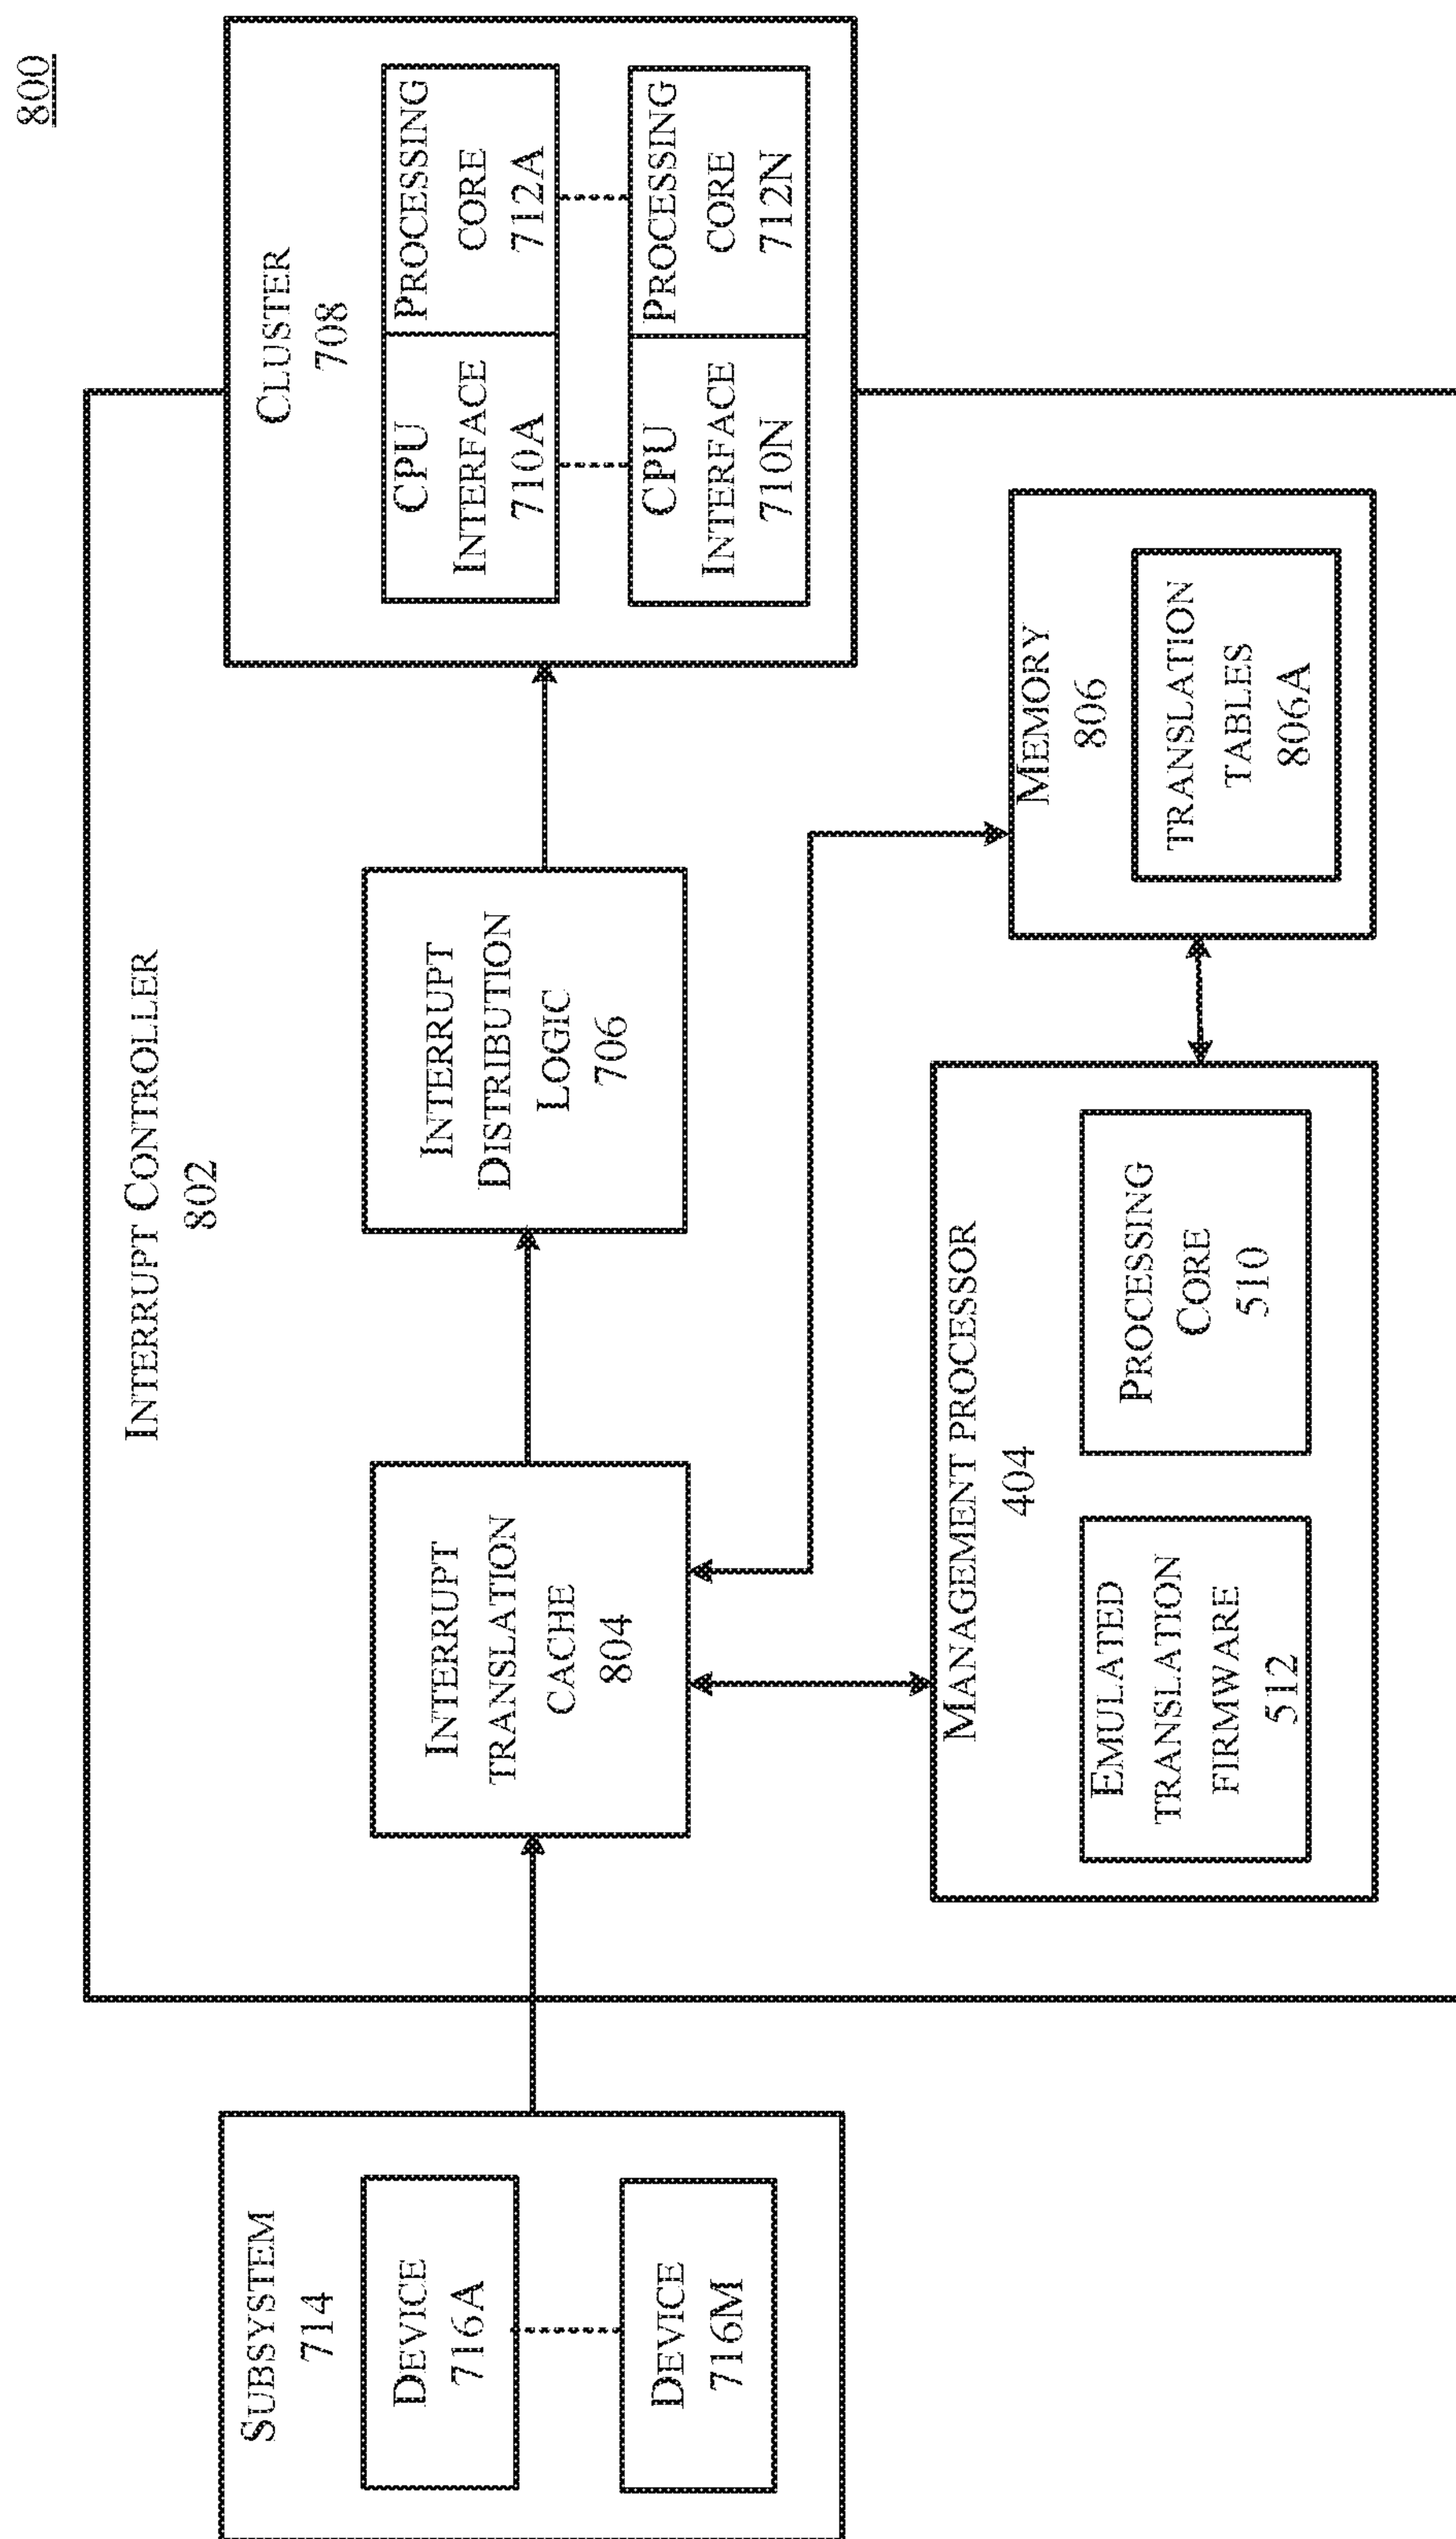 800
INTERRUPT CONTROLLER
802
SUBSYSTEM
714
DEVICE
716A
DEVICE
716M
INTERRUPT
TRANSLATION
CACHE
804
INTERRUPT
DISTRIBUTION
LOGIC
706
CLUSTER
708
CPU
INTERFACE
710A
PROCESSING
CORE
712A
CPU
INTERFACE
710N
PROCESSING
CORE
712N
MANAGEMENT PROCESSOR
404
EMULATED
TRANSLATION
FIRMWARE
512
PROCESSING
CORE
510
MEMORY
806
TRANSLATION
TABLES
806A